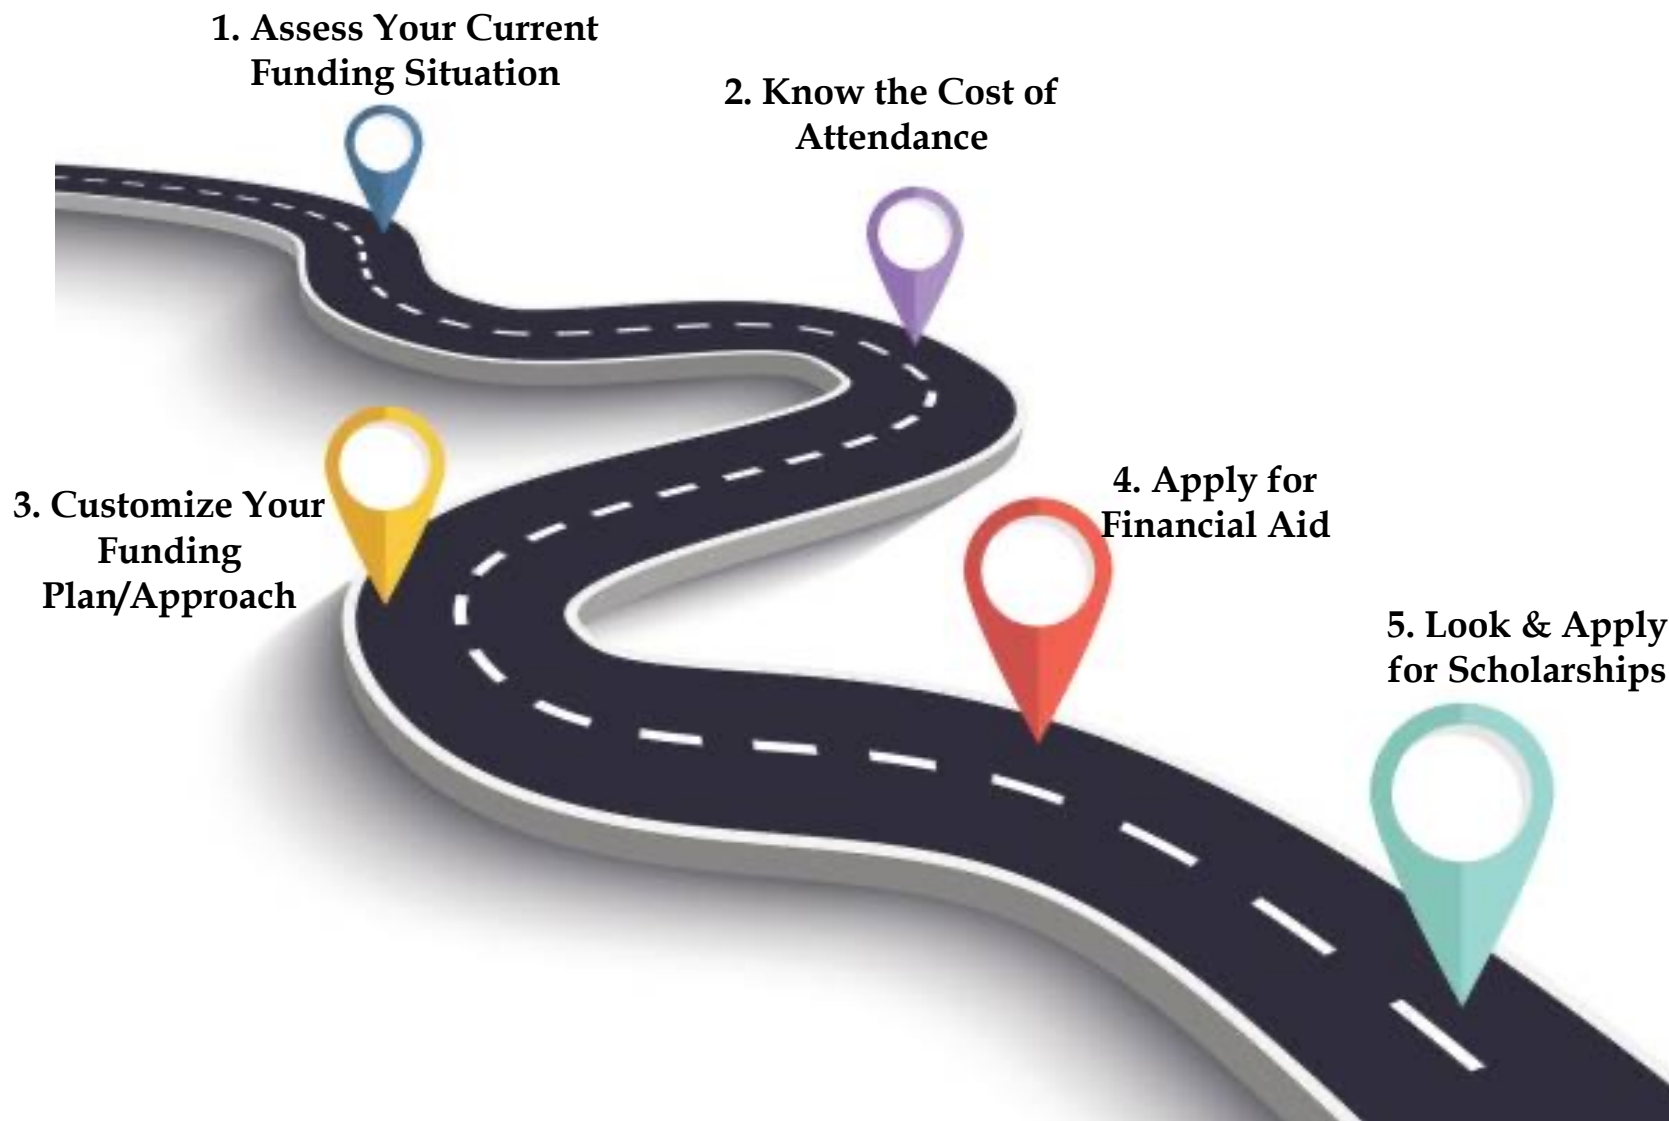 1. Assess Your Current
Funding Situation
2. Know the Cost of
Attendance
3. Customize Your
Funding
Plan/Approach
4. Apply for
Financial Aid
5. Look & Apply
for Scholarships